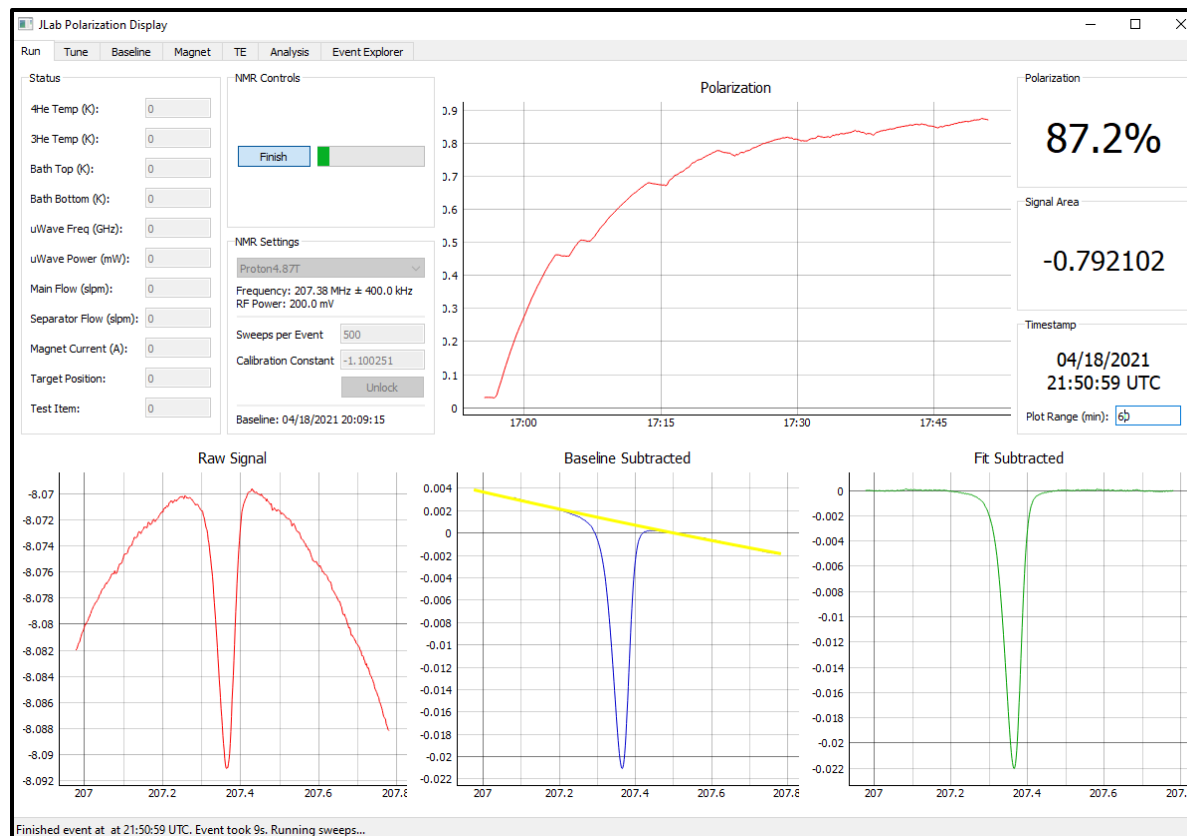 JLab Polarization Display
Run Tune Baseline Magnet TE Analysis Event Explorer
Status
4He Temp (K): 0
3He Temp (K): 0
Bath Top (K): 0
Bath Bottom (K): 0
uWave Freq (GHz): 0
uWave Power (mW): 0
Main Flow (slpm): 0
Separator Flow (slpm): 0
Magnet Current (A): 0
Target Position: 0
Test Item: 0
NMR Controls
Finish
NMR Settings
Proton4.87T
Frequency: 207.38 MHz ± 400.0 kHz
RF Power: 200.0 mV
Sweeps per Event 500
Calibration Constant -1.100251
Unlock
Baseline: 04/18/2021 20:09:15
Polarization
0.9
0.8
0.7
0.6
0.5
0.4
0.3
0.2
0.1
0
17:00 17:15 17:30 17:45
Polarization
87.2%
Signal Area
-0.792102
Timestamp
04/18/2021
21:50:59 UTC
Plot Range (min): 60
Raw Signal
-8.07
-8.072
-8.074
-8.076
-8.078
-8.08
-8.082
-8.084
-8.086
-8.088
-8.09
-8.092
207 207.2 207.4 207.6 207.8
Baseline Subtracted
0.004
0.002
0
-0.002
-0.004
-0.006
-0.008
-0.01
-0.012
-0.014
-0.016
-0.018
-0.02
-0.022
207 207.2 207.4 207.6 207.8
Fit Subtracted
0
-0.002
-0.004
-0.006
-0.008
-0.01
-0.012
-0.014
-0.016
-0.018
-0.02
-0.022
207 207.2 207.4 207.6 207.8
Finished event at at 21:50:59 UTC. Event took 9s. Running sweeps...